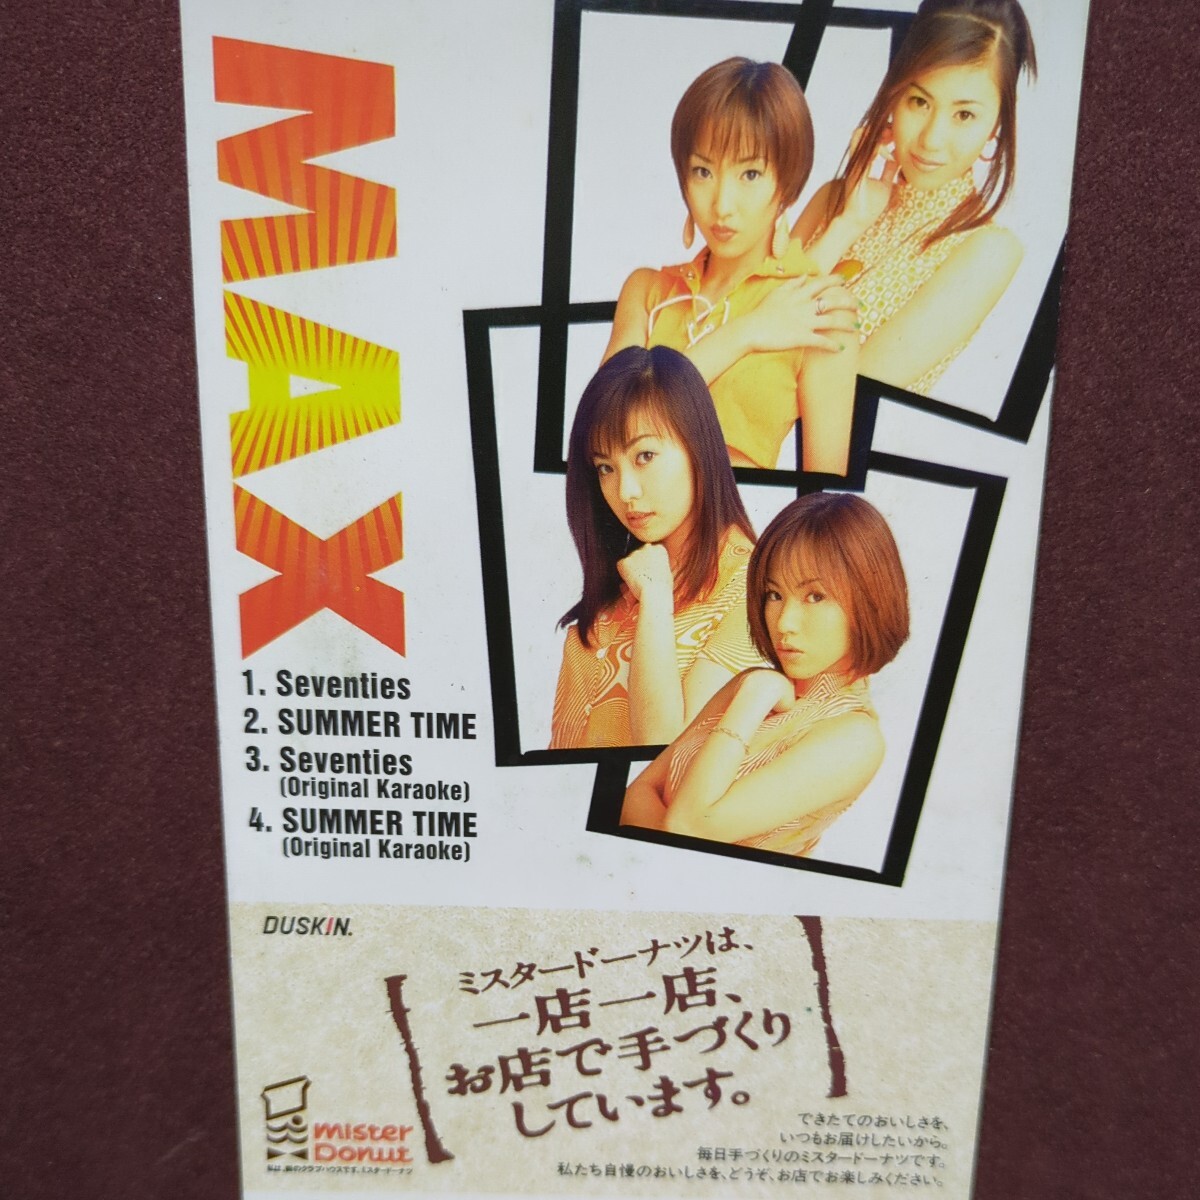 MAX
1. Seventies
2. SUMMER TIME
3. Seventies
(Original Karaoke)
4. SUMMER TIME
(Original Karaoke)
DUSKIN.
ミスタードーナツは、
一店一店、
お店で手づくり
しています。
mister
Donut
できたてのおいしさを、
いつもお届けしたいから。
毎日手づくりのミスタードーナツです。
私たち自慢のおいしさを、どうぞ、お店でお楽しみください。